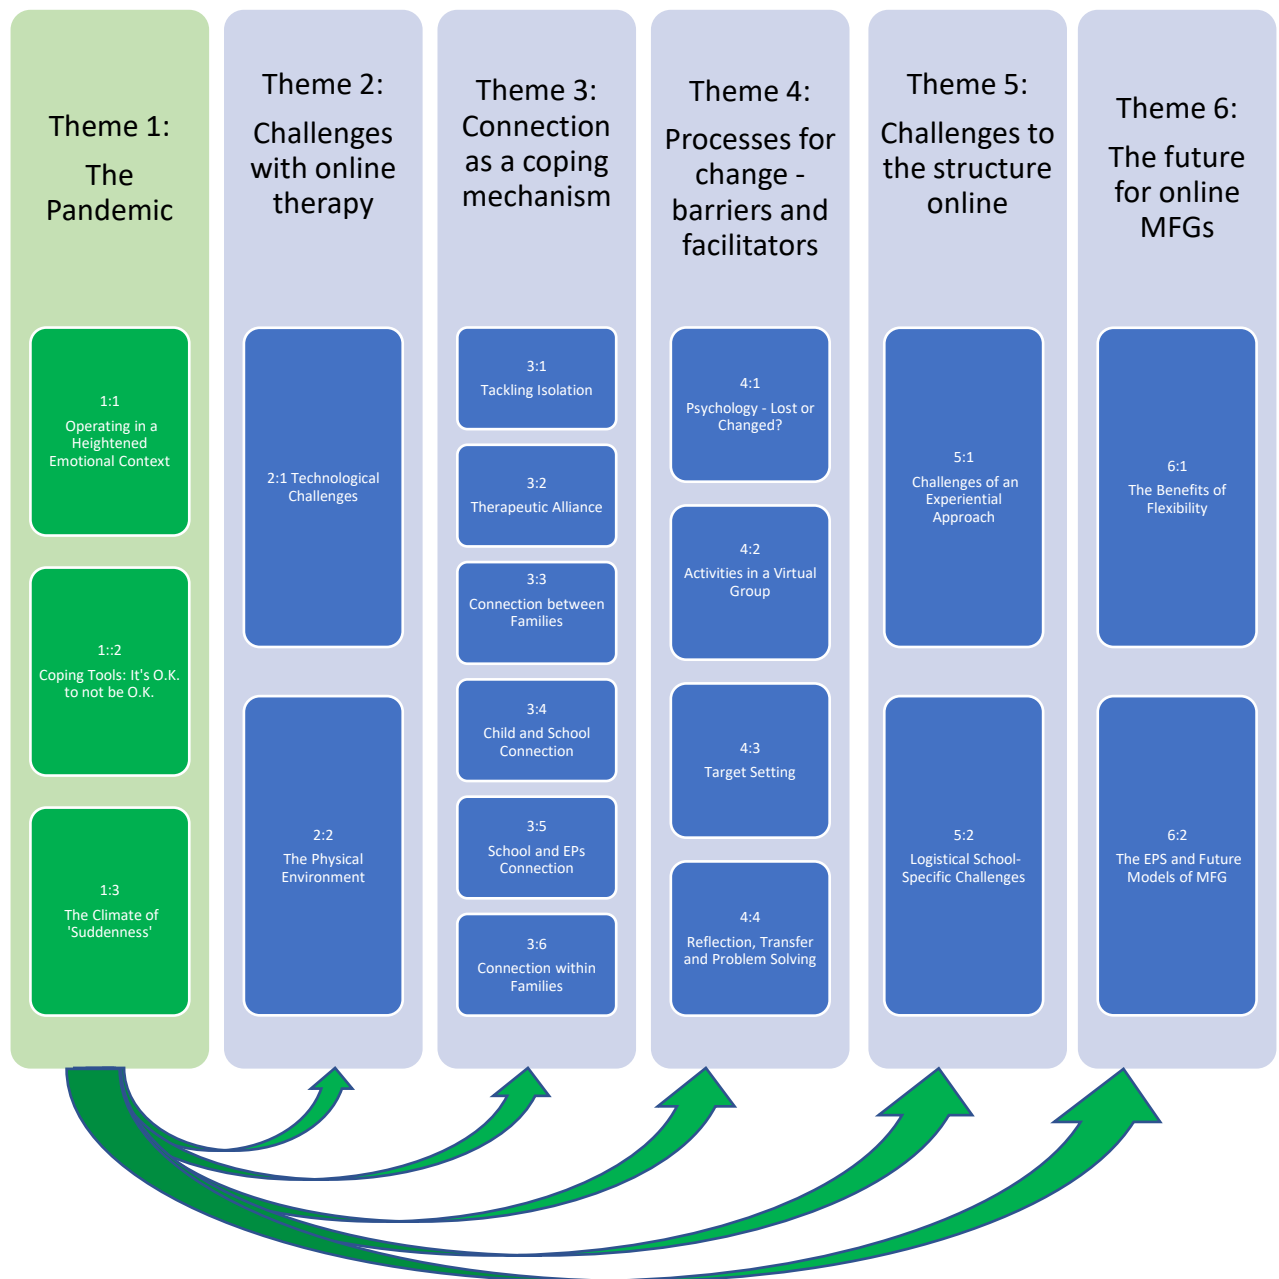 Theme 1:
The
Pandemic
1:1
Operating in a
Heightened
Emotional Context
1::2
Coping Tools: It's O.K.
to not be O.K.
1:3
The Climate of
'Suddenness'
Theme 2:
Challenges
with online
therapy
2:1 Technological
Challenges
2:2
The Physical
Environment
Theme 3:
Connection
as a coping
mechanism
3:1
Tackling Isolation
3:2
Therapeutic Alliance
3:3
Connection between
Families
3:4
Child and School
Connection
3:5
School and EPs
Connection
3:6
Connection within
Families
Theme 4:
Processes for
change -
barriers and
facilitators
4:1
Psychology - Lost or
Changed?
4:2
Activities in a Virtual
Group
4:3
Target Setting
4:4
Reflection, Transfer
and Problem Solving
Theme 5:
Challenges to
the structure
online
5:1
Challenges of an
Experiential
Approach
5:2
Logistical School-
Specific Challenges
Theme 6:
The future
for online
MFGs
6:1
The Benefits of
Flexibility
6:2
The EPS and Future
Models of MFG